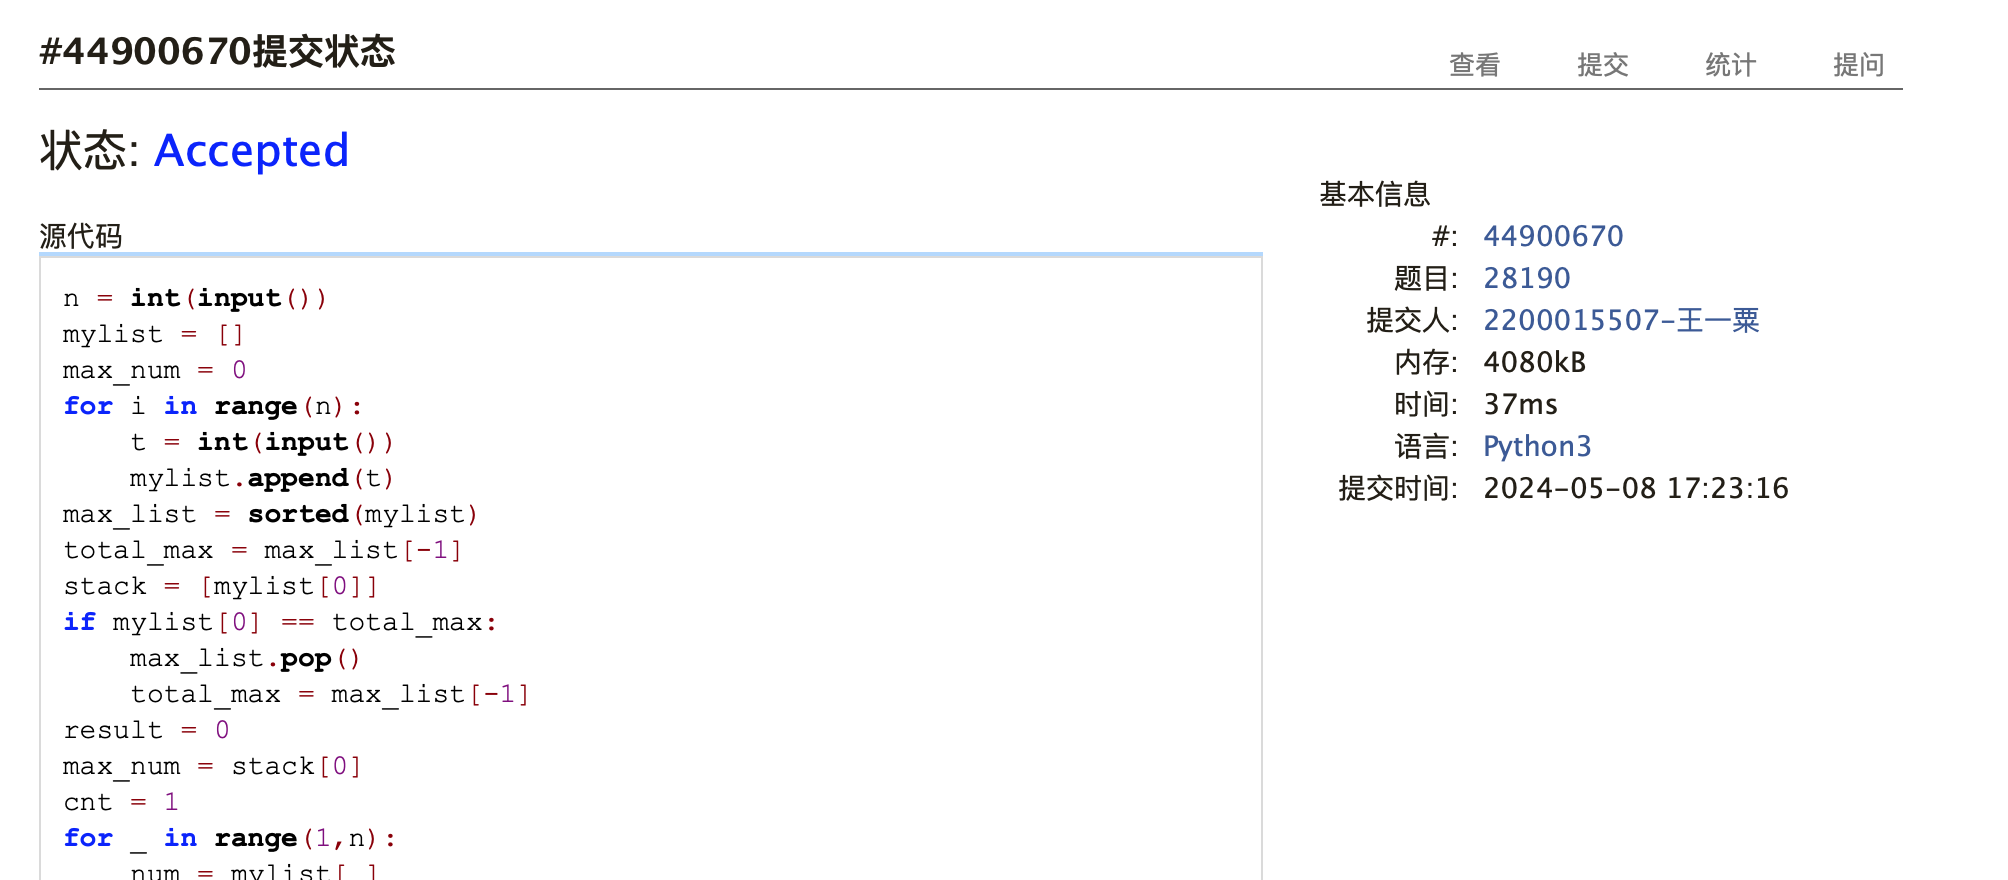 #44900670提交状态
查看 提交 统计 提问
状态: Accepted
源代码
n = int(input())
mylist = []
max_num = 0
for i in range(n):
    t = int(input())
    mylist.append(t)
max_list = sorted(mylist)
total_max = max_list[-1]
stack = [mylist[0]]
if mylist[0] == total_max:
    max_list.pop()
    total_max = max_list[-1]
result = 0
max_num = stack[0]
cnt = 1
for _ in range(1,n):
    num = mylist[_]
基本信息
#: 44900670
题目: 28190
提交人: 2200015507-王一粟
内存: 4080kB
时间: 37ms
语言: Python3
提交时间: 2024-05-08 17:23:16